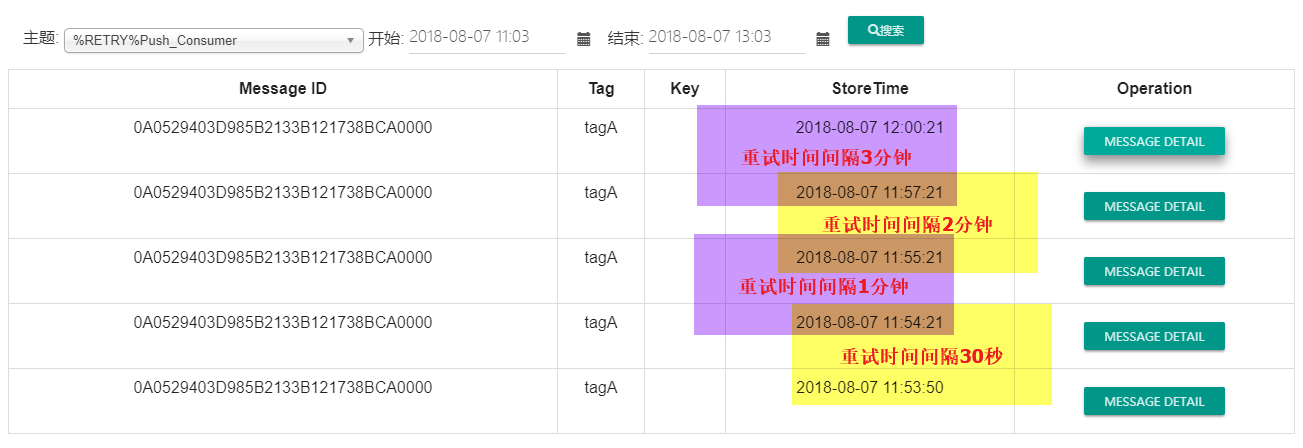 主题: %RETRY%Push_Consumer 开始: 2018-08-07 11:03 结束: 2018-08-07 13:03 搜索
Message ID Tag Key StoreTime Operation
0A0529403D985B2133B121738BCA0000 tagA 2018-08-07 12:00:21 MESSAGE DETAIL
重试时间间隔3分钟
0A0529403D985B2133B121738BCA0000 tagA 2018-08-07 11:57:21 MESSAGE DETAIL
重试时间间隔2分钟
0A0529403D985B2133B121738BCA0000 tagA 2018-08-07 11:55:21 MESSAGE DETAIL
重试时间间隔1分钟
0A0529403D985B2133B121738BCA0000 tagA 2018-08-07 11:54:21 MESSAGE DETAIL
重试时间间隔30秒
0A0529403D985B2133B121738BCA0000 tagA 2018-08-07 11:53:50 MESSAGE DETAIL